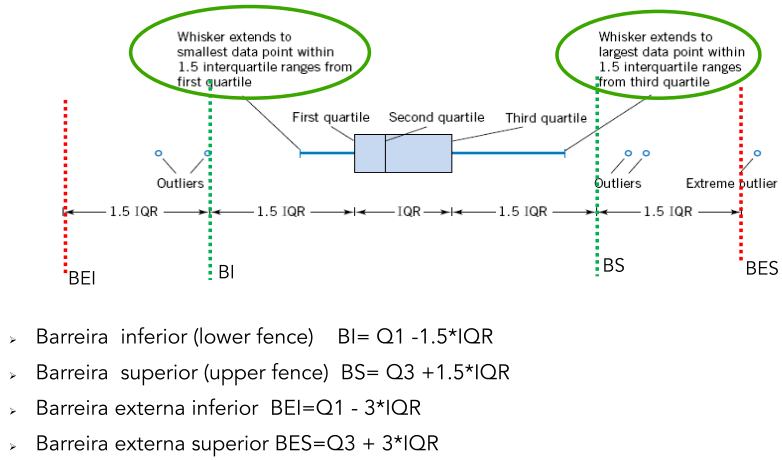 Whisker extends to
smallest data point within
1.5 interquartile ranges from
first quartile
Whisker extends to
largest data point within
1.5 interquartile ranges
from third quartile
First quartile
Second quartile
Third quartile
Outliers
Outliers
Extreme outlier
1.5 IQR
1.5 IQR
IQR
1.5 IQR
1.5 IQR
BEI
BI
BS
BES
➢ Barreira inferior (lower fence) BI= Q1 -1.5*IQR
➢ Barreira superior (upper fence) BS= Q3 +1.5*IQR
➢ Barreira externa inferior BEI=Q1 - 3*IQR
➢ Barreira externa superior BES=Q3 + 3*IQR